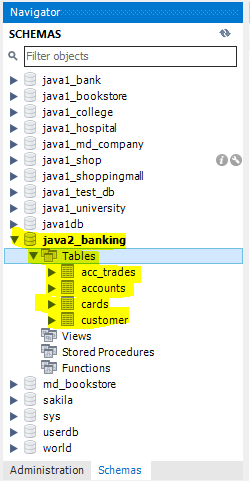 Navigator
SCHEMAS
Filter objects
java1_bank
java1_bookstore
java1_college
java1_hospital
java1_md_company
java1_shop
java1_shoppingmall
java1_test_db
java1_university
java1db
java2_banking
Tables
acc_trades
accounts
cards
customer
Views
Stored Procedures
Functions
md_bookstore
sakila
sys
userdb
world
Administration Schemas